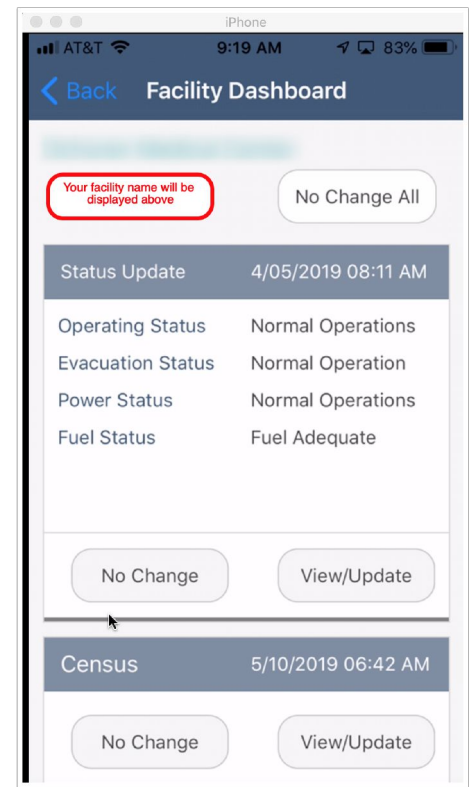 iPhone
AT&T 9:19 AM 83%
Back Facility Dashboard
Your facility name will be
displayed above
No Change All
Status Update 4/05/2019 08:11 AM
Operating Status Normal Operations
Evacuation Status Normal Operation
Power Status Normal Operations
Fuel Status Fuel Adequate
No Change View/Update
Census 5/10/2019 06:42 AM
No Change View/Update